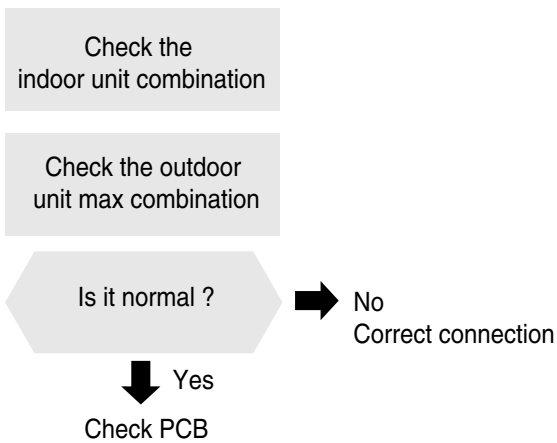 Check the
indoor unit combination
Check the outdoor
unit max combination
Is it normal ?
No
Correct connection
Yes
Check PCB